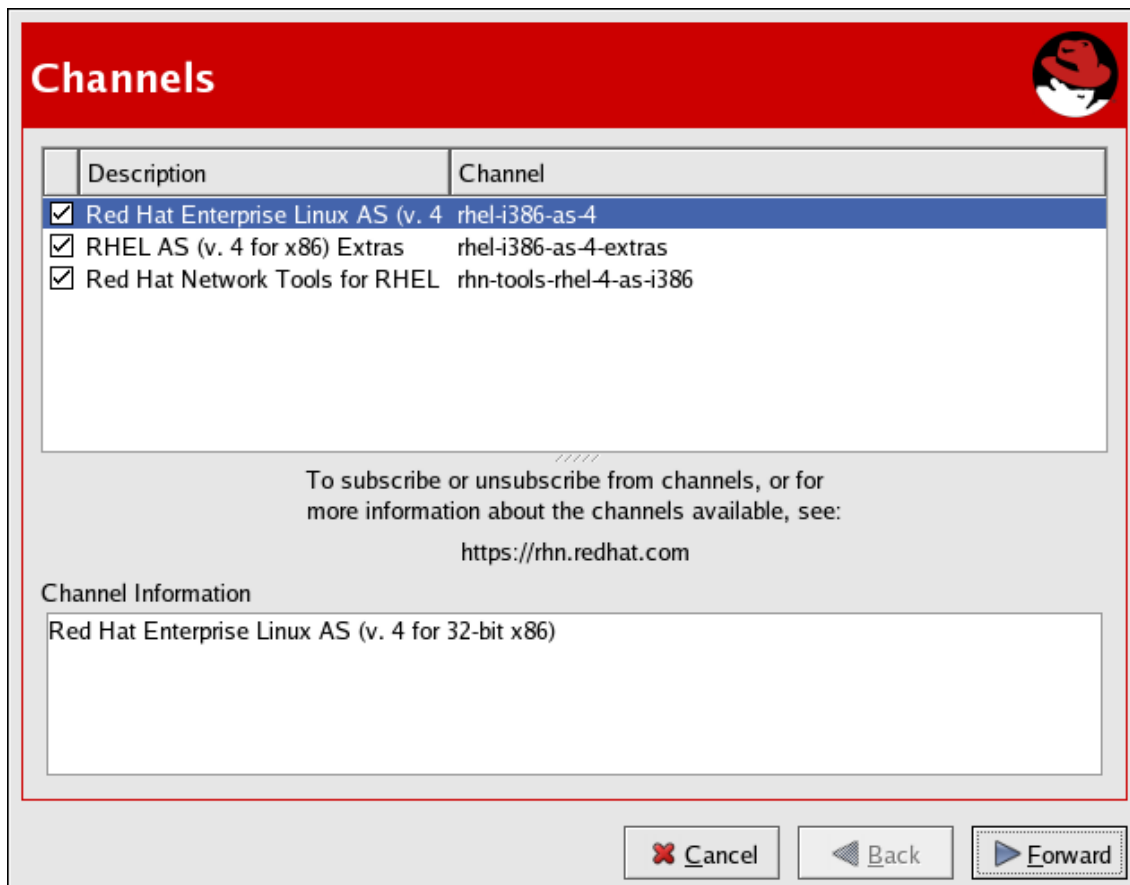 Channels
Description Channel
Red Hat Enterprise Linux AS (v. 4 rhel-i386-as-4
RHEL AS (v. 4 for x86) Extras rhel-i386-as-4-extras
Red Hat Network Tools for RHEL rhn-tools-rhel-4-as-i386
To subscribe or unsubscribe from channels, or for
more information about the channels available, see:
https://rhn.redhat.com
Channel Information
Red Hat Enterprise Linux AS (v. 4 for 32-bit x86)
Cancel Back Forward